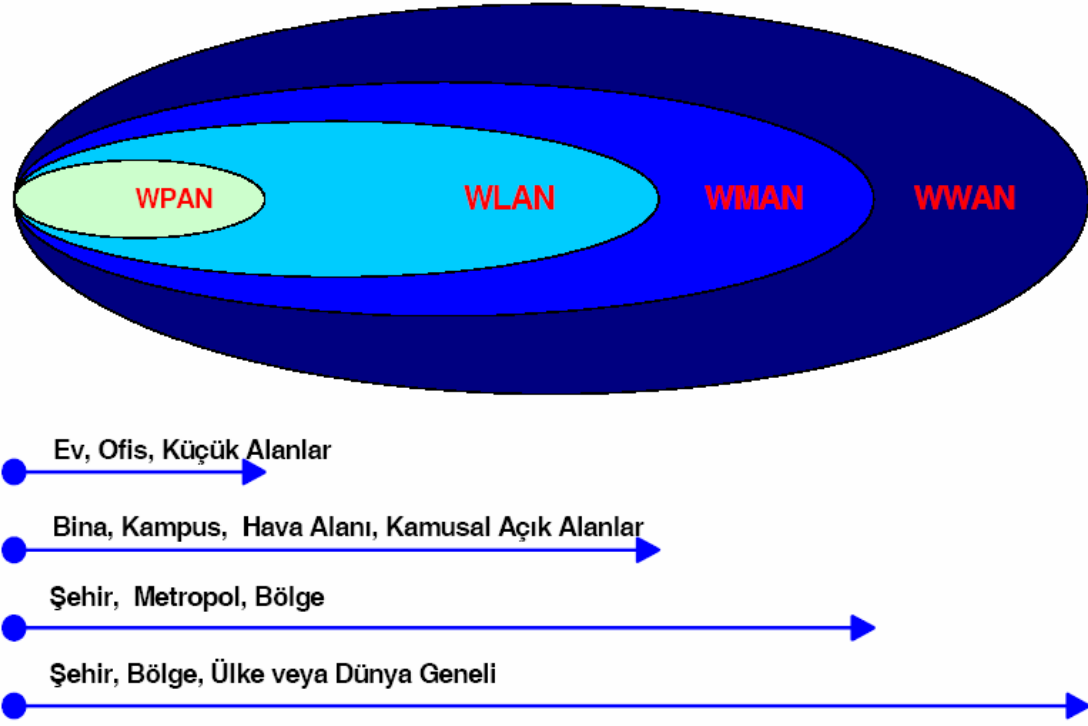 WPAN WLAN WMAN WWAN
Ev, Ofis, Küçük Alanlar
Bina, Kampus,  Hava Alanı, Kamusal Açık Alanlar
Şehir,  Metropol, Bölge
Şehir, Bölge, Ülke veya Dünya Geneli